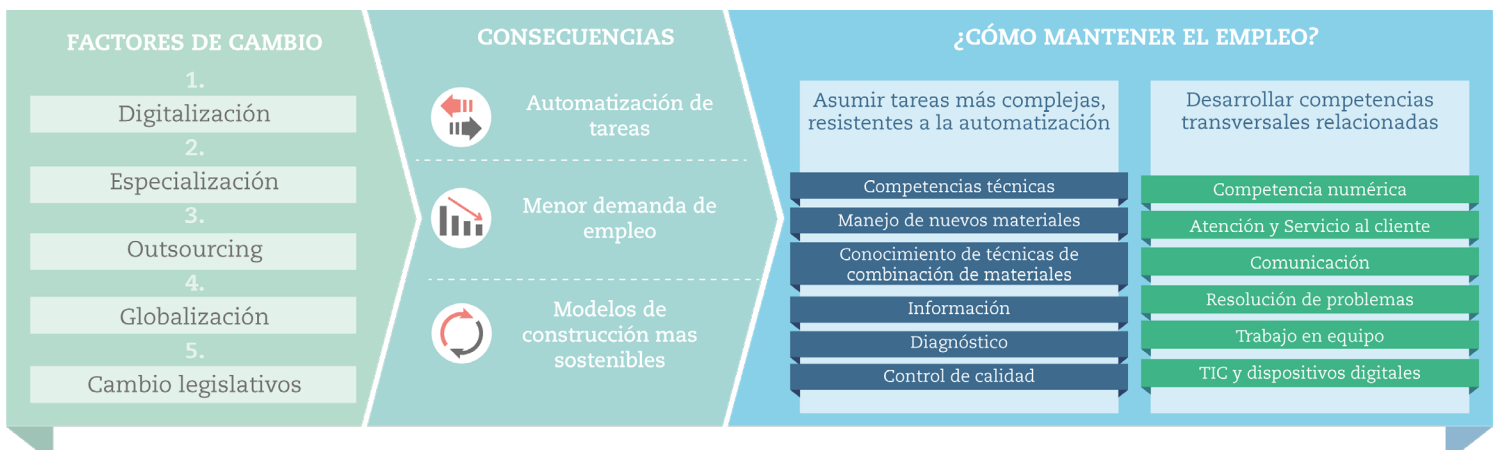 FACTORES DE CAMBIO
1.
Digitalización
2.
Especialización
3.
Outsourcing
4.
Globalización
5.
Cambio legislativos
CONSECUENCIAS
Automatización de
tareas
Menor demanda de
empleo
Modelos de
construcción mas
sostenibles
¿CÓMO MANTENER EL EMPLEO?
Asumir tareas más complejas,
resistentes a la automatización
Competencias técnicas
Manejo de nuevos materiales
Conocimiento de técnicas de
combinación de materiales
Información
Diagnóstico
Control de calidad
Desarrollar competencias
transversales relacionadas
Competencia numérica
Atención y Servicio al cliente
Comunicación
Resolución de problemas
Trabajo en equipo
TIC y dispositivos digitales